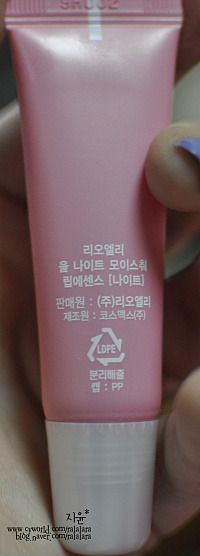 리오엘리
올 나이트 모이스춰
립에센스 [나이트]
판매원 : (주)리오엘리
제조원 : 코스맥스(주)
LDPE
분리배출
캡 : PP
지윤*
www.cyworld.com/ralalara
blog.naver.com/ralalara